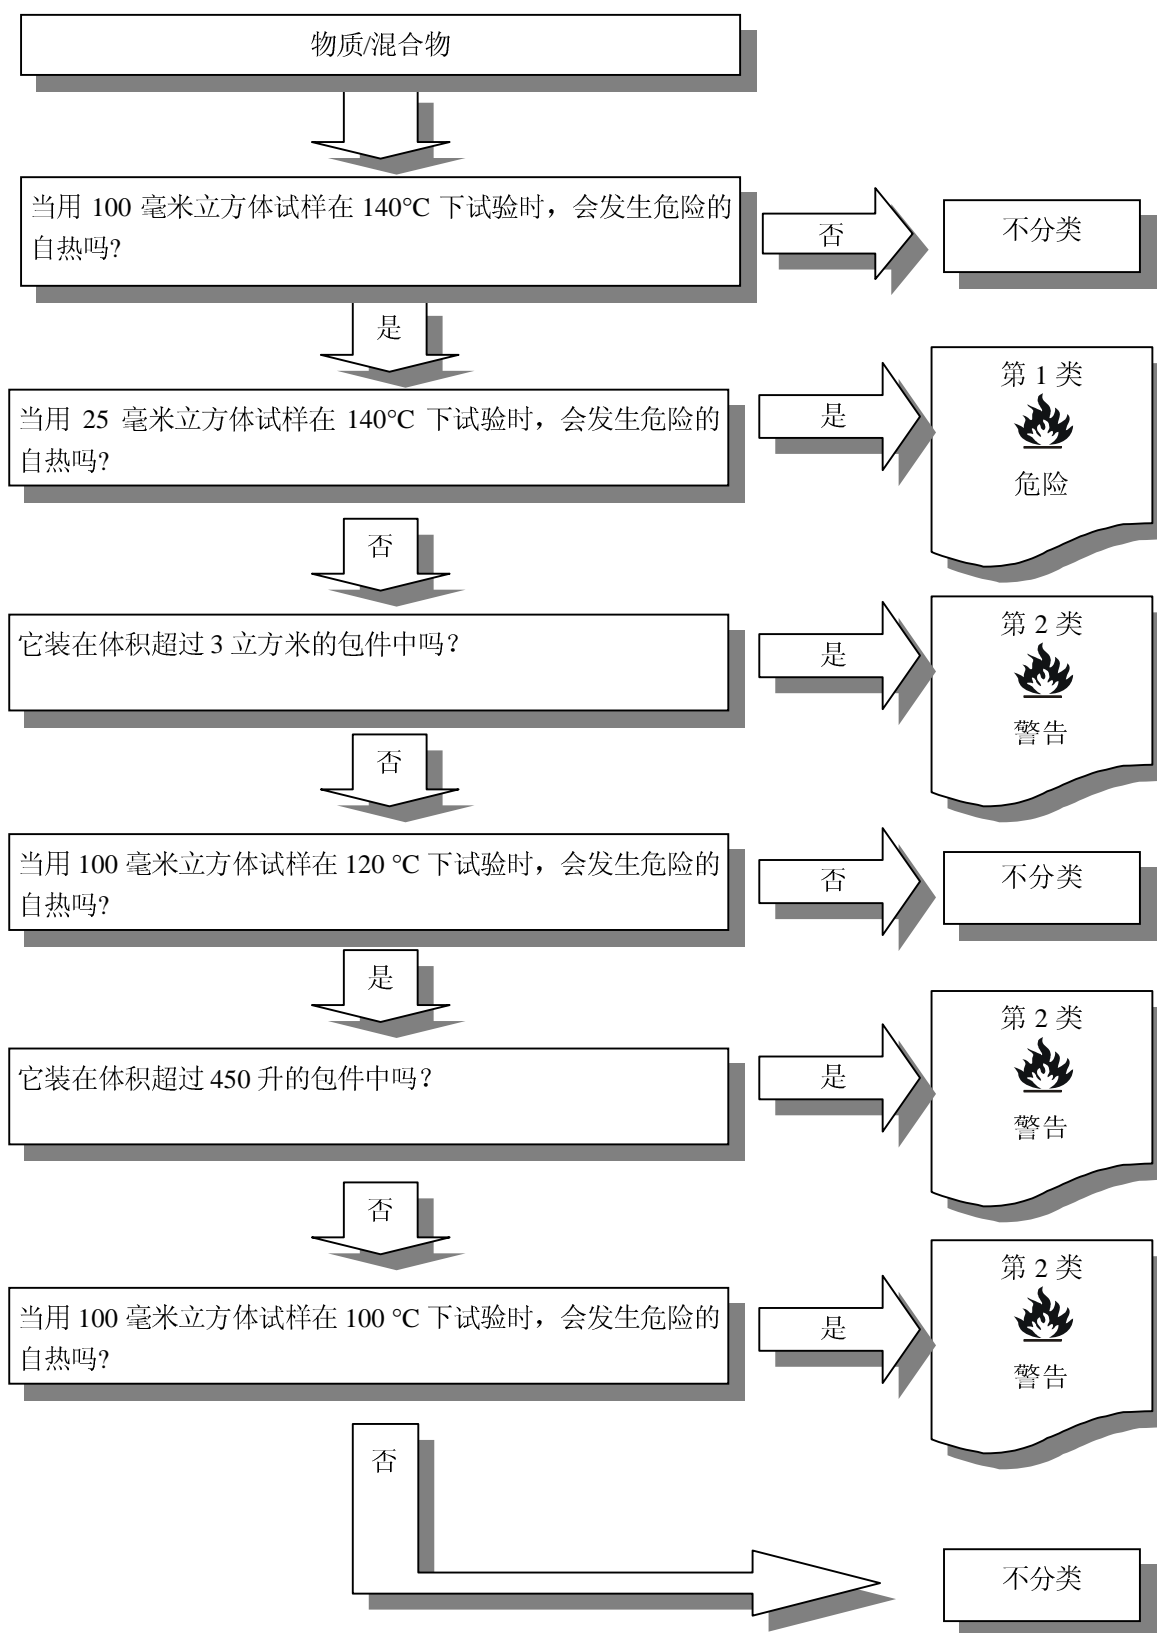 物质/混合物
当用 100 毫米立方体试样在 140°C 下试验时，会发生危险的
自热吗?
否
不分类
是
当用 25 毫米立方体试样在 140°C 下试验时，会发生危险的
自热吗?
是
第 1 类
危险
否
它装在体积超过 3 立方米的包件中吗？
是
第 2 类
警告
否
当用 100 毫米立方体试样在 120 °C 下试验时，会发生危险的
自热吗?
否
不分类
是
它装在体积超过 450 升的包件中吗？
是
第 2 类
警告
否
当用 100 毫米立方体试样在 100 °C 下试验时，会发生危险的
自热吗?
是
第 2 类
警告
否
不分类